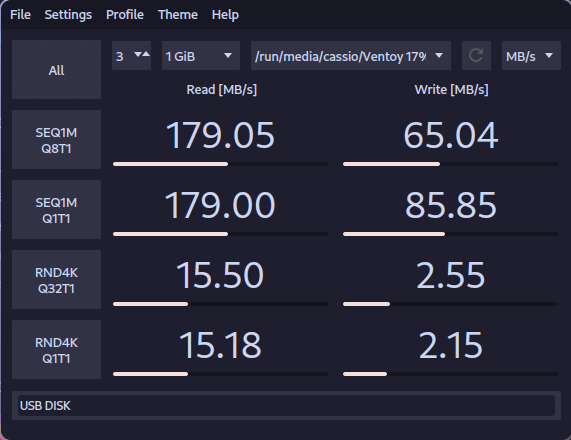 File Settings Profile Theme Help
All 3 1 GiB /run/media/cassio/Ventoy 17% MB/s
Read [MB/s] Write [MB/s]
SEQ1M
Q8T1
179.05 65.04
SEQ1M
Q1T1
179.00 85.85
RND4K
Q32T1
15.50 2.55
RND4K
Q1T1
15.18 2.15
USB DISK